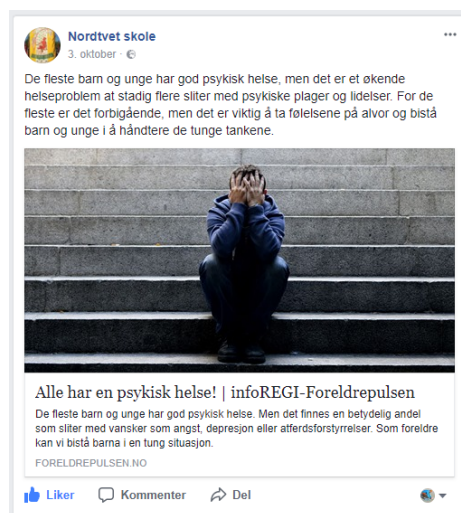 Nordtvet skole
3. oktober ·
De fleste barn og unge har god psykisk helse, men det er et økende
helseproblem at stadig flere sliter med psykiske plager og lidelser. For de
fleste er det forbigående, men det er viktig å ta følelsene på alvor og bistå
barn og unge i å håndtere de tunge tankene.
Alle har en psykisk helse! | infoREGI-Foreldrepulsen
De fleste barn og unge har god psykisk helse. Men det finnes en betydelig andel
som sliter med vansker som angst, depresjon eller atferdsforstyrrelser. Som foreldre
kan vi bistå barna i en tung situasjon.
FORELDREPULSEN.NO
Liker Kommenter Del